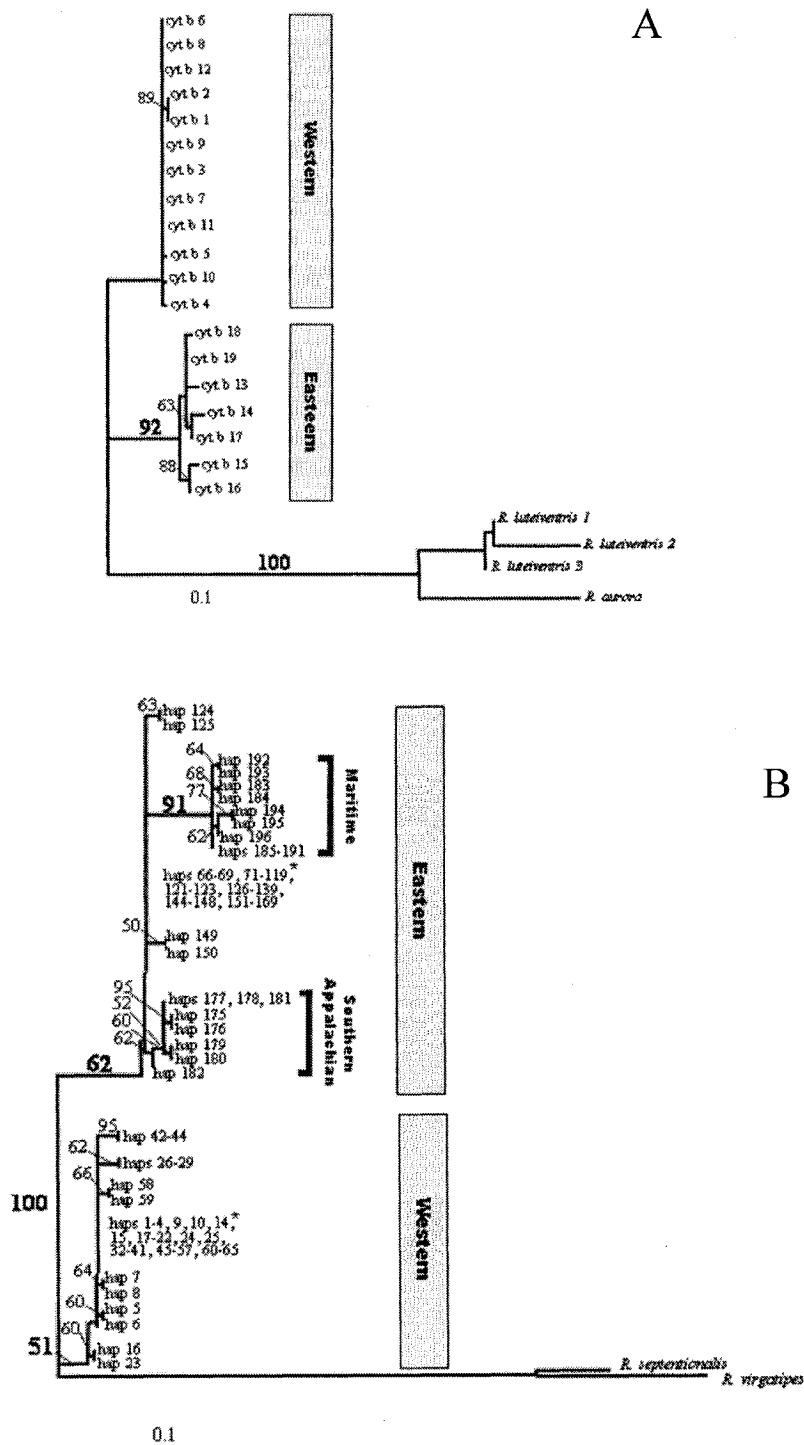 A
cyt b 6
cyt b 8
cyt b 12
89
cyt b 2
cyt b 1
cyt b 9
cyt b 3
cyt b 7
cyt b 11
cyt b 5
cyt b 10
cyt b 4
Western
cyt b 18
cyt b 19
cyt b 13
63
cyt b 14
92
cyt b 17
88
cyt b 15
cyt b 16
Easteern
R. luteiventris 1
R. luteiventris 2
100
R. luteiventris 3
0.1
R. aurora
B
63
hap 124
hap 125
64
hap 192
68
hap 193
77
hap 183
hap 184
91
hap 194
hap 195
62
hap 196
haps 185-191
Maritime
haps 66-69, 71-119,*
121-123, 126-139,
144-148, 151-169
50
hap 149
hap 150
Eastern
95
haps 177, 178, 181
52
hap 175
60
hap 176
62
hap 179
hap 180
62
hap 182
Southern
Appalachian
95
hap 42-44
62
haps 26-29
66
hap 58
hap 59
100
haps 1-4, 9, 10, 14,*
15, 17-22, 24, 25,
32-41, 45-57, 60-65
64
hap 7
hap 8
60
hap 5
hap 6
60
51
hap 16
hap 23
Western
R. septentionalis
R. virgatipes
0.1